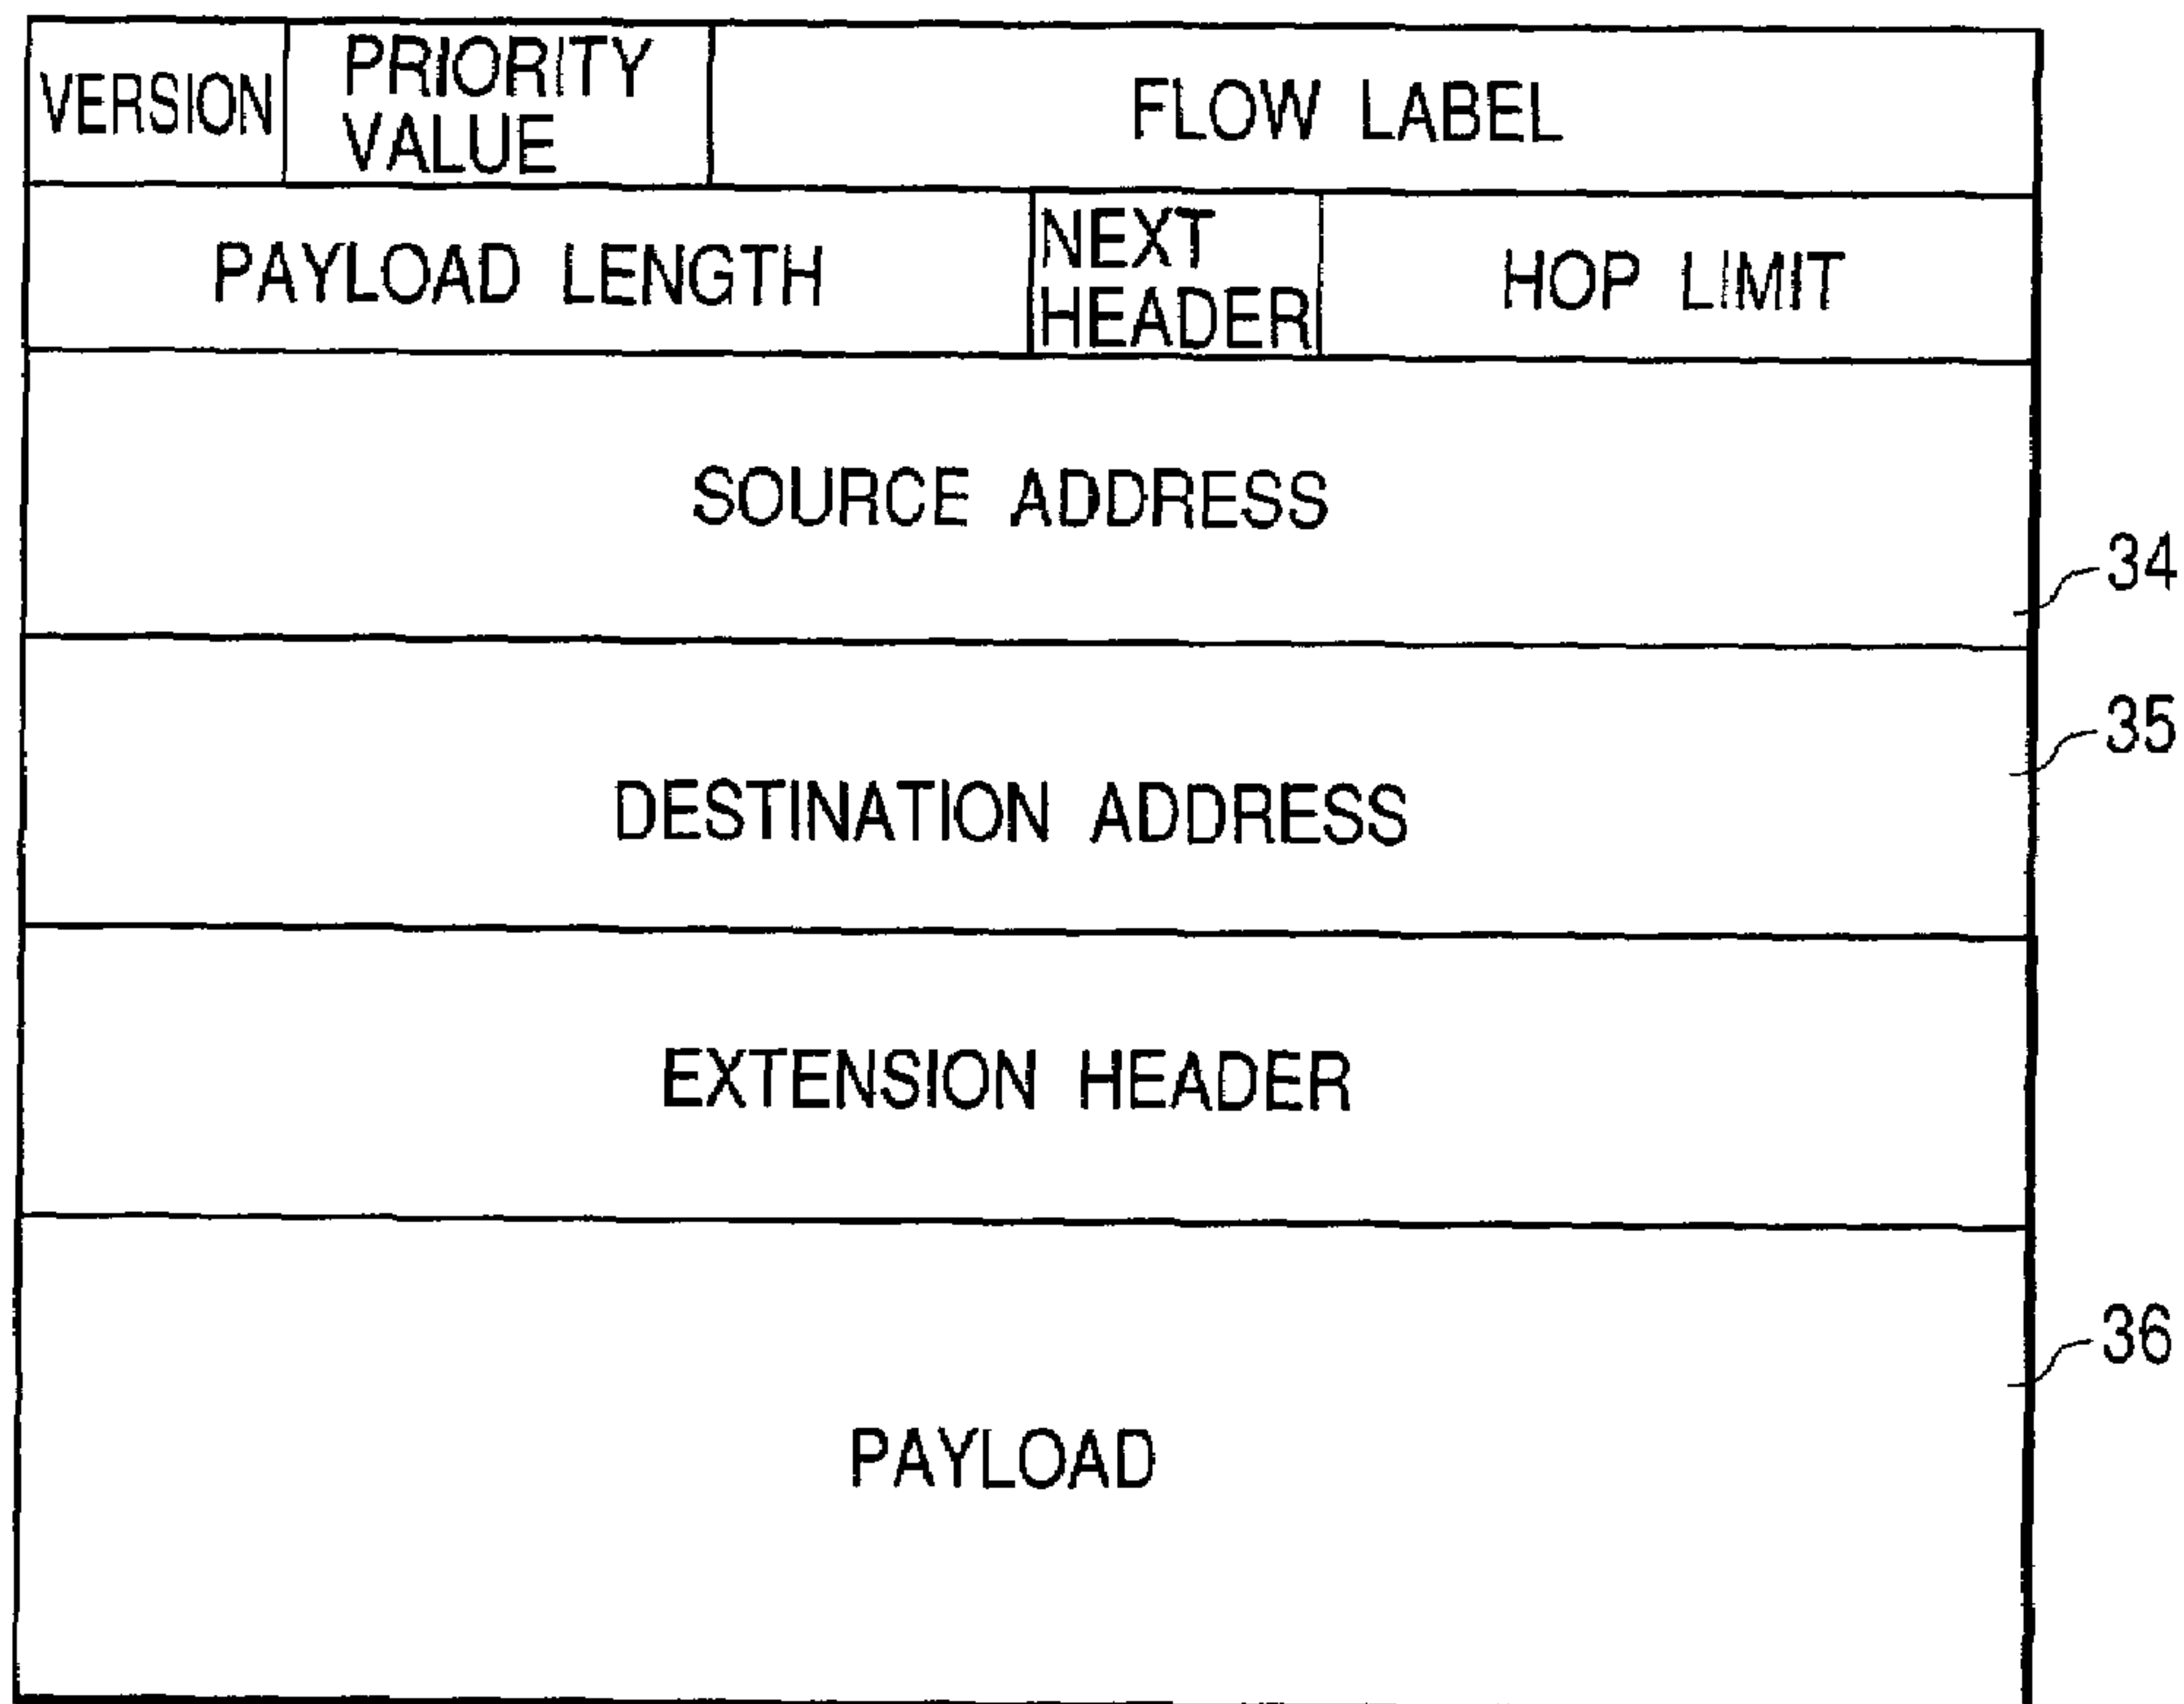 VERSION
PRIORITY
VALUE
FLOW LABEL
PAYLOAD LENGTH
NEXT
HEADER
HOP LIMIT
SOURCE ADDRESS
34
DESTINATION ADDRESS
35
EXTENSION HEADER
PAYLOAD
36